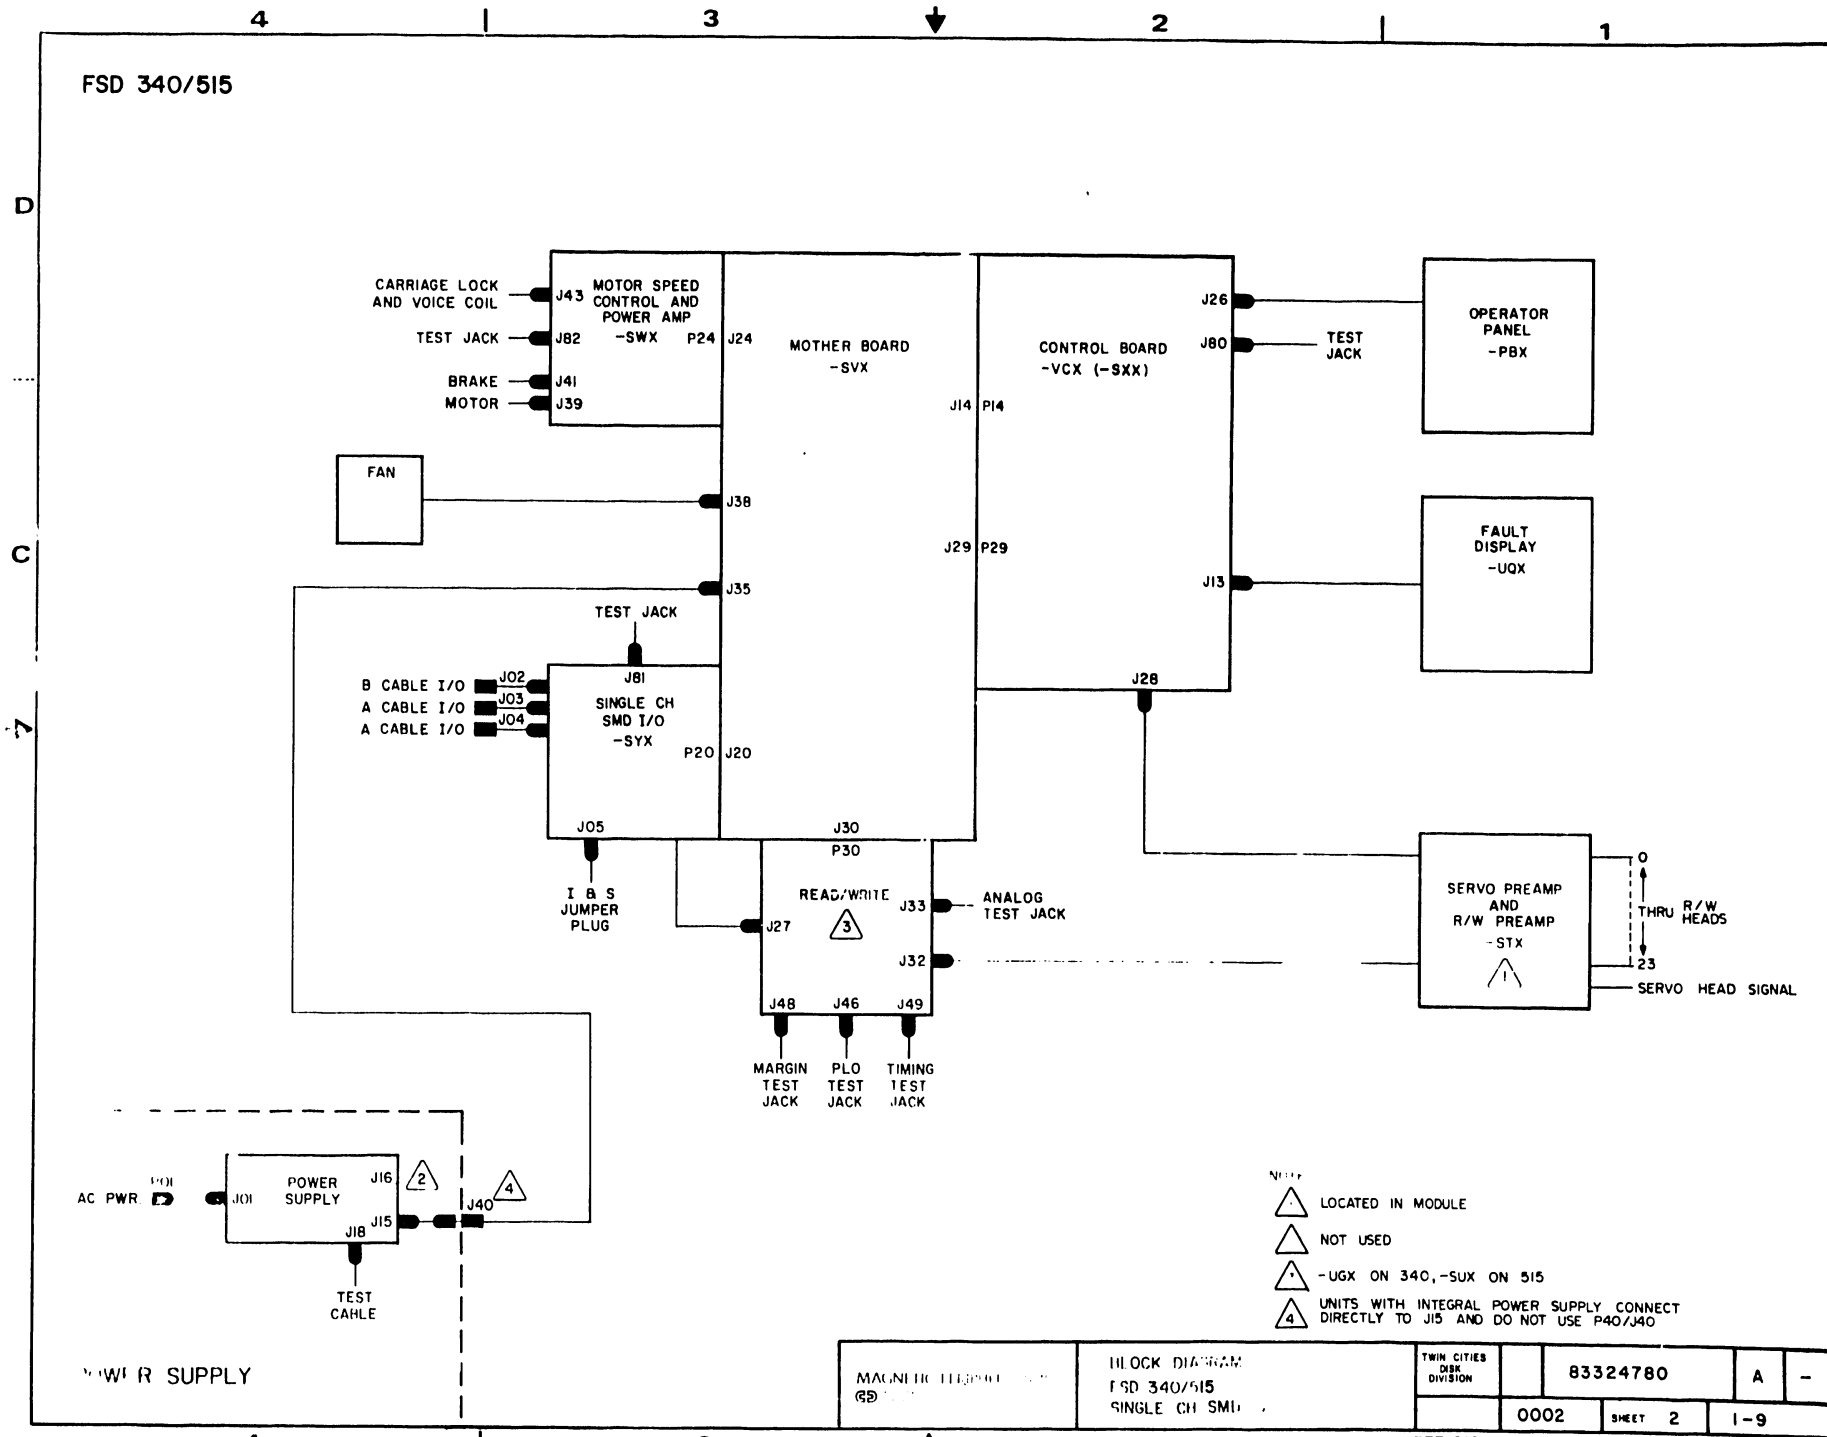 4 3 2 1
FSD 340/515
D
C
CARRIAGE LOCK
AND VOICE COIL
J43
MOTOR SPEED
CONTROL AND
POWER AMP
-SWX
TEST JACK
J82
P24
J24
BRAKE
J41
MOTOR
J39
MOTHER BOARD
-SVX
CONTROL BOARD
-VCX (-SXX)
J14
P14
J29
P29
J26
J80
TEST
JACK
J13
J28
OPERATOR
PANEL
-PBX
FAULT
DISPLAY
-UQX
FAN
J38
J35
TEST JACK
J81
B CABLE I/O
J02
A CABLE I/O
J03
A CABLE I/O
J04
SINGLE CH
SMD I/O
-SYX
P20
J20
J05
I & S
JUMPER
PLUG
J30
P30
READ/WRITE
3
J27
J33
ANALOG
TEST JACK
J32
J48
J46
J49
MARGIN
TEST
JACK
PLO
TEST
JACK
TIMING
TEST
JACK
SERVO PREAMP
AND
R/W PREAMP
-STX
1
0
THRU R/W
HEADS
23
SERVO HEAD SIGNAL
AC PWR
P01
J01
POWER
SUPPLY
J16
2
J15
J18
4
J40
TEST
CABLE
SUPPLY
LOCATED IN MODULE
NOT USED
-UGX ON 340,-SUX ON 515
4
UNITS WITH INTEGRAL POWER SUPPLY CONNECT
DIRECTLY TO J15 AND DO NOT USE P40/J40
BLOCK DIAGRAM
FSD 340/515
SINGLE CH SMD
TWIN CITIES
DISK
DIVISION
83324780
A
-
0002
SHEET 2
1-9